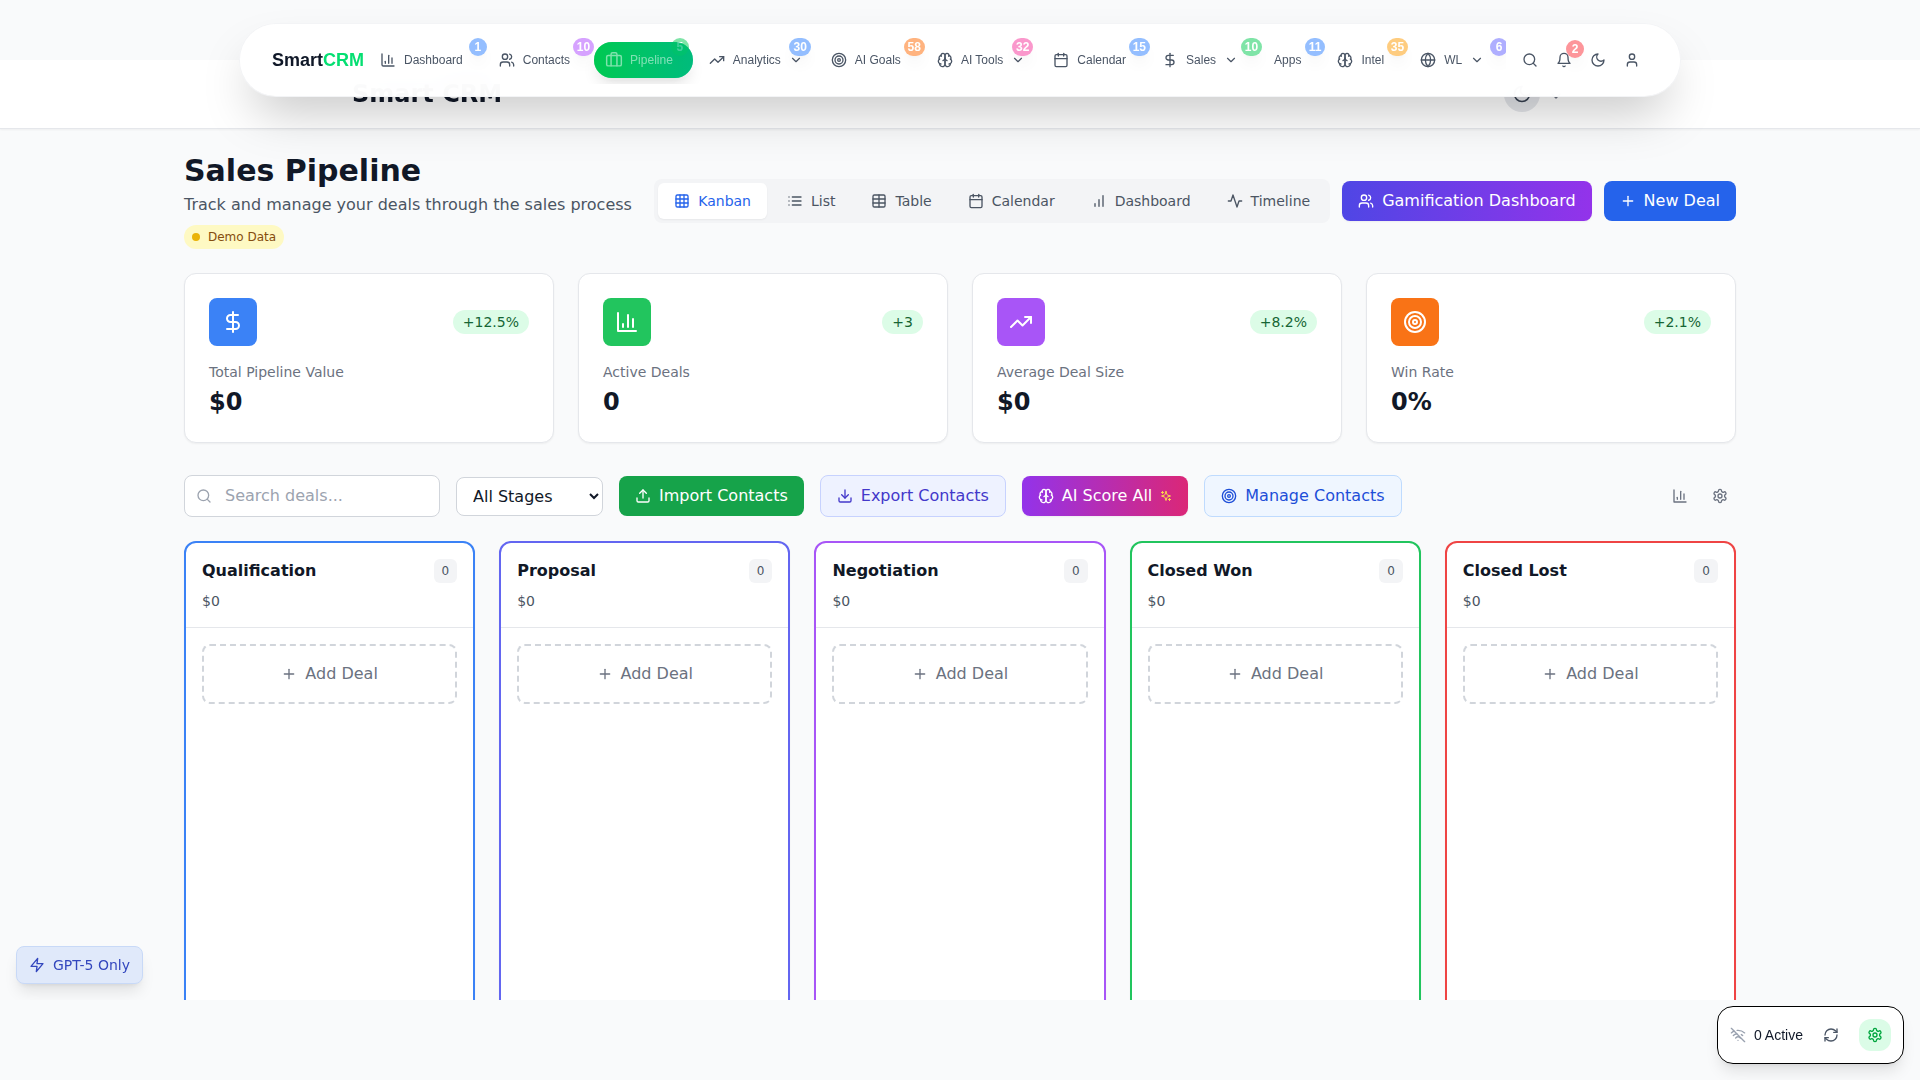 SmartCRM Dashboard 1 Contacts 10 Pipeline 5 Analytics 30 AI Goals 58 AI Tools 32 Calendar 15 Sales 10 Apps 11 Intel 35 WL 6 2
Smart CRM
Sales Pipeline
Track and manage your deals through the sales process
Demo Data
Kanban List Table Calendar Dashboard Timeline Gamification Dashboard New Deal
+12.5% +3 +8.2% +2.1%
Total Pipeline Value Active Deals Average Deal Size Win Rate
$0 0 $0 0%
Search deals... All Stages Import Contacts Export Contacts AI Score All Manage Contacts
Qualification 0 Proposal 0 Negotiation 0 Closed Won 0 Closed Lost 0
$0 $0 $0 $0 $0
Add Deal Add Deal Add Deal Add Deal Add Deal
GPT-5 Only
0 Active